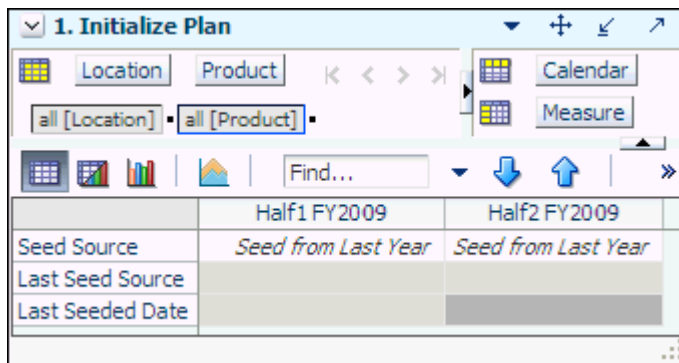 1. Initialize Plan
Location Product
Calendar
all [Location] all [Product]
Measure
Find...
Half1 FY2009 Half2 FY2009
Seed Source Seed from Last Year Seed from Last Year
Last Seed Source
Last Seeded Date